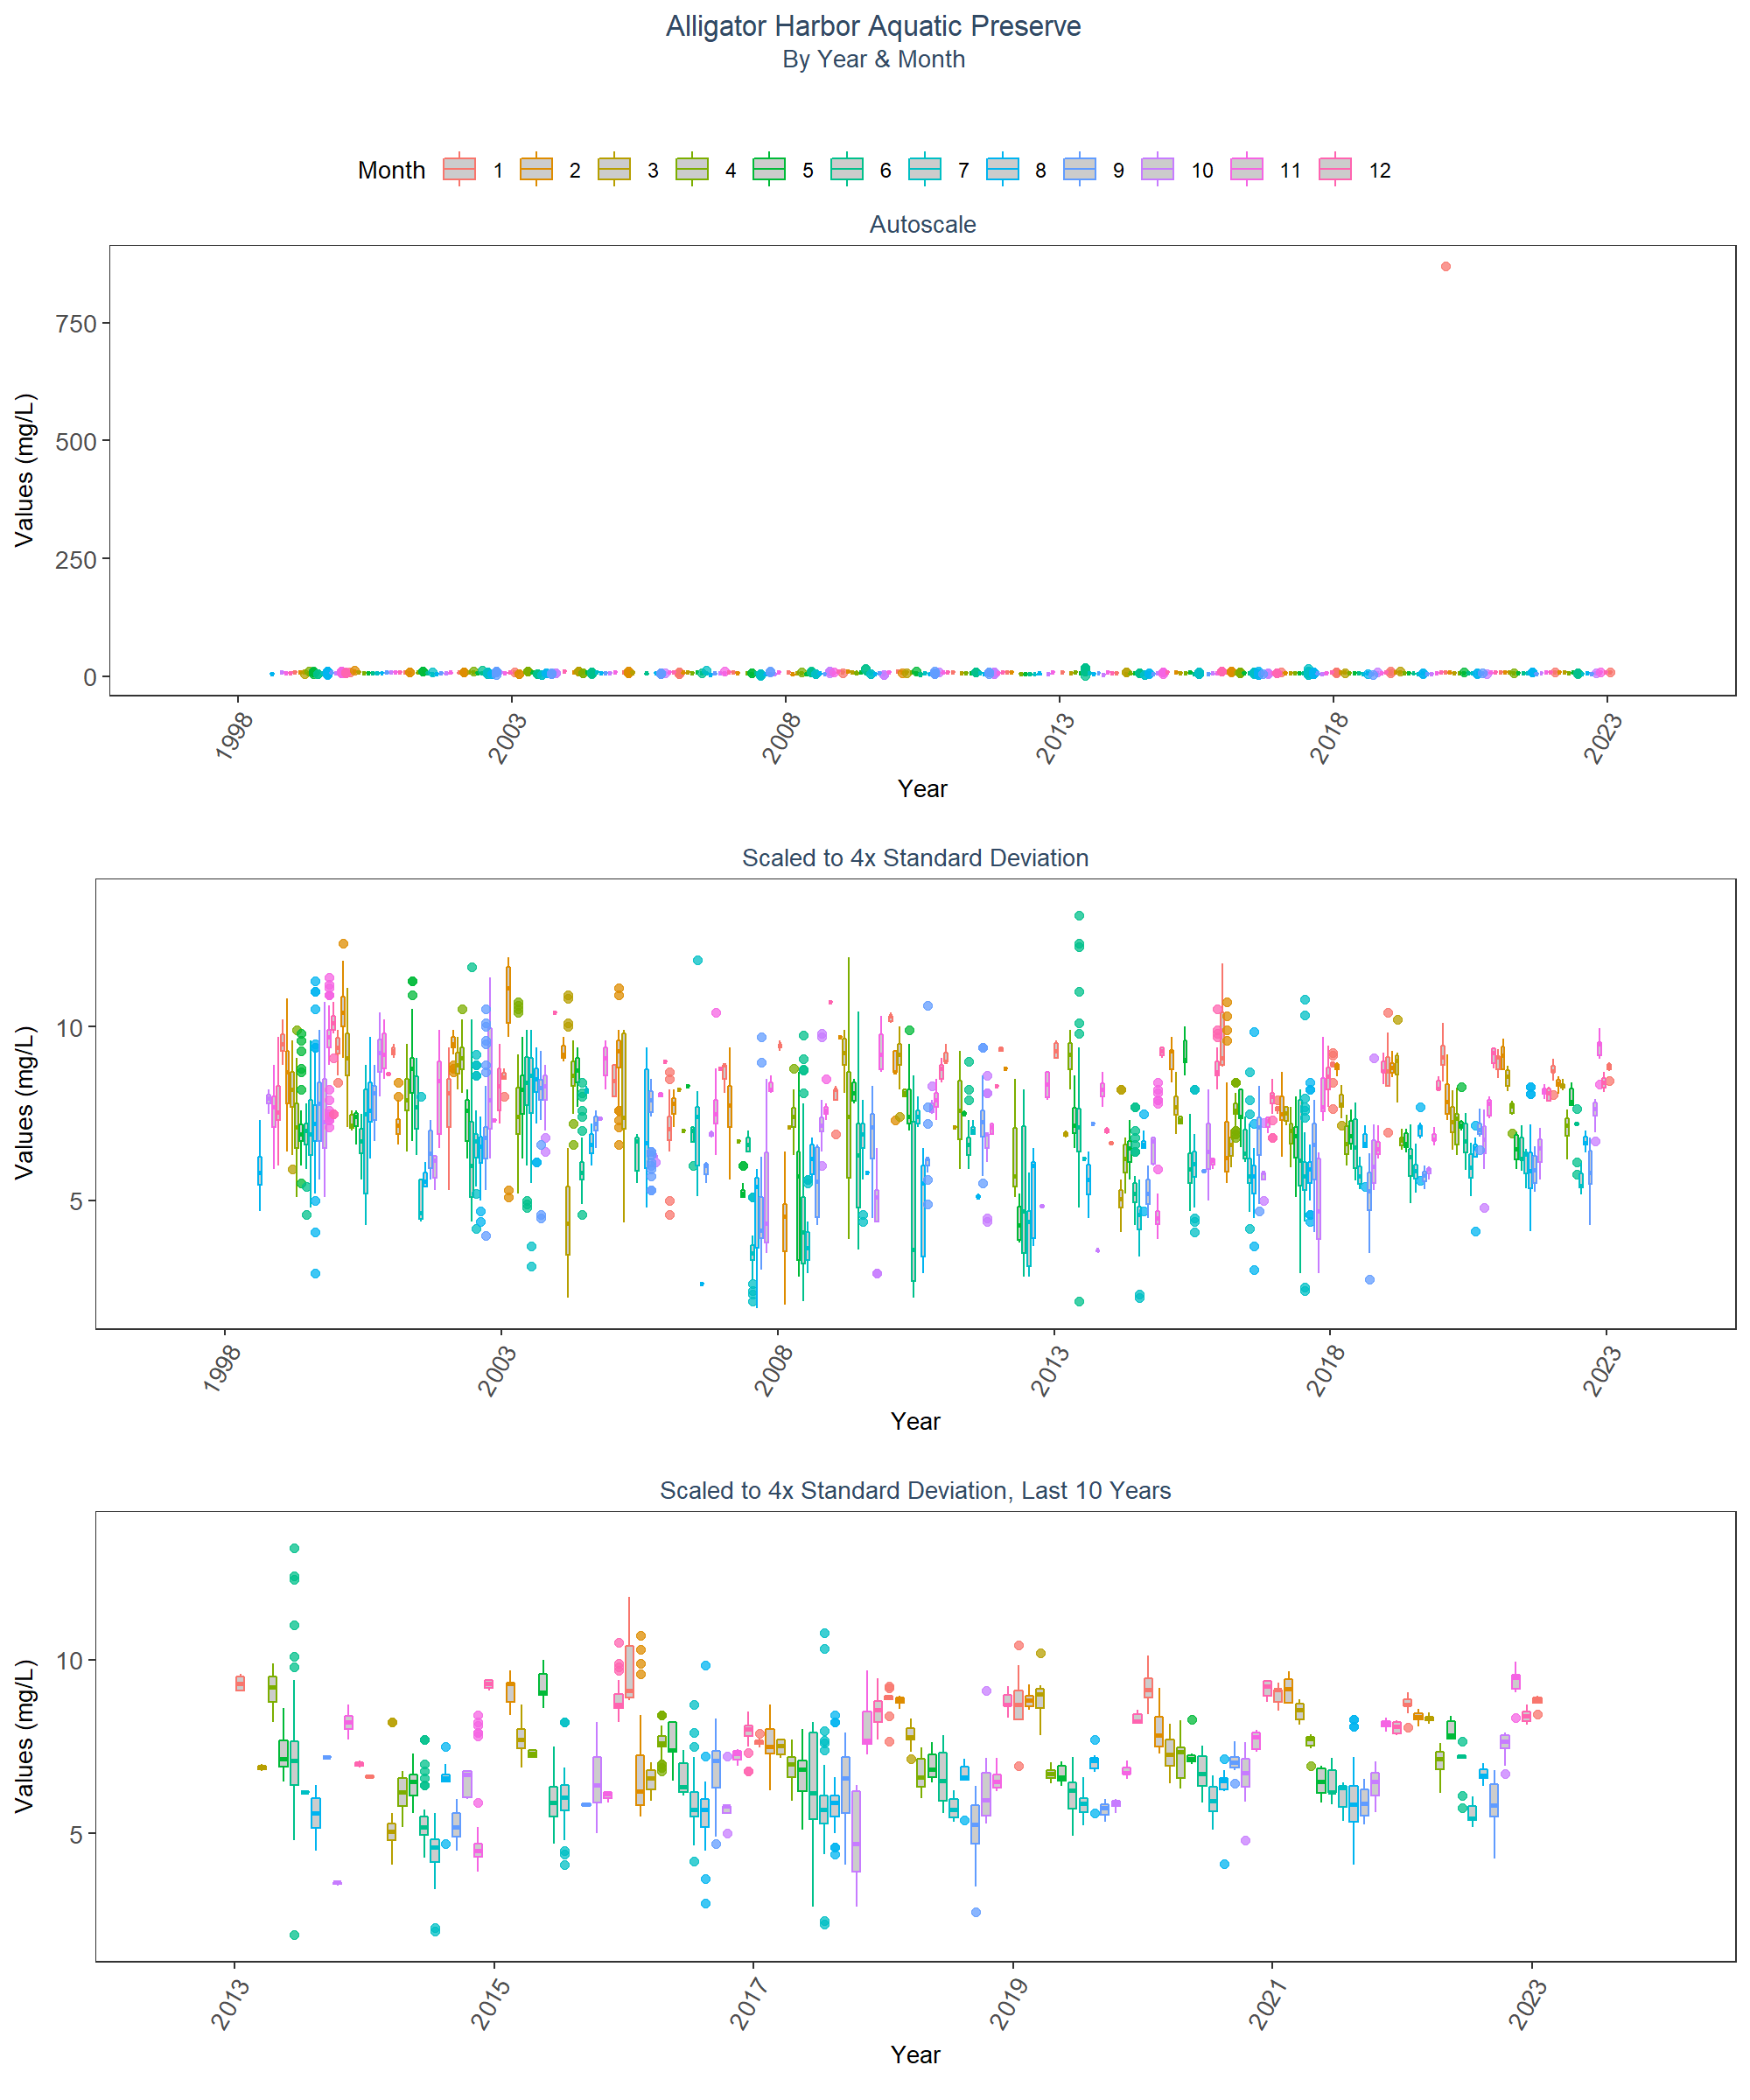 Alligator Harbor Aquatic Preserve
By Year & Month
Month 1 2 3 4 5 6 7 8 9 10 11 12
Autoscale
Values (mg/L)
750
500
250
0
1998 2003 2008 2013 2018 2023
Year
Scaled to 4x Standard Deviation
Values (mg/L)
10
5
1998 2003 2008 2013 2018 2023
Year
Scaled to 4x Standard Deviation, Last 10 Years
Values (mg/L)
10
5
2013 2015 2017 2019 2021 2023
Year